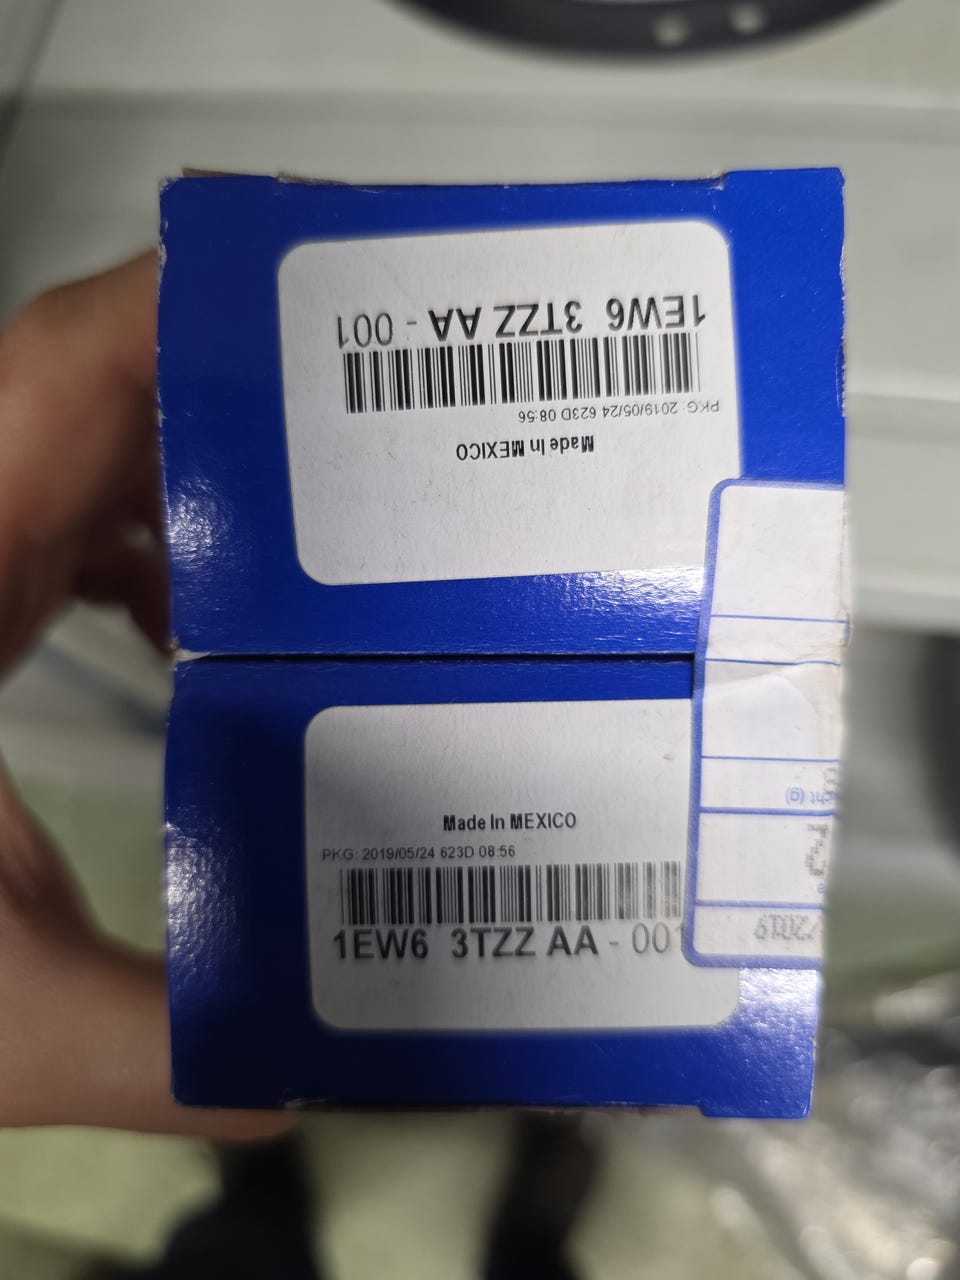 1EW6 3TZZ AA - 001
PKG: 2019/05/24 623D 08:56
Made In MEXICO
Made In MEXICO
PKG: 2019/05/24 623D 08:56
1EW6 3TZZ AA - 001
(g)
/2019